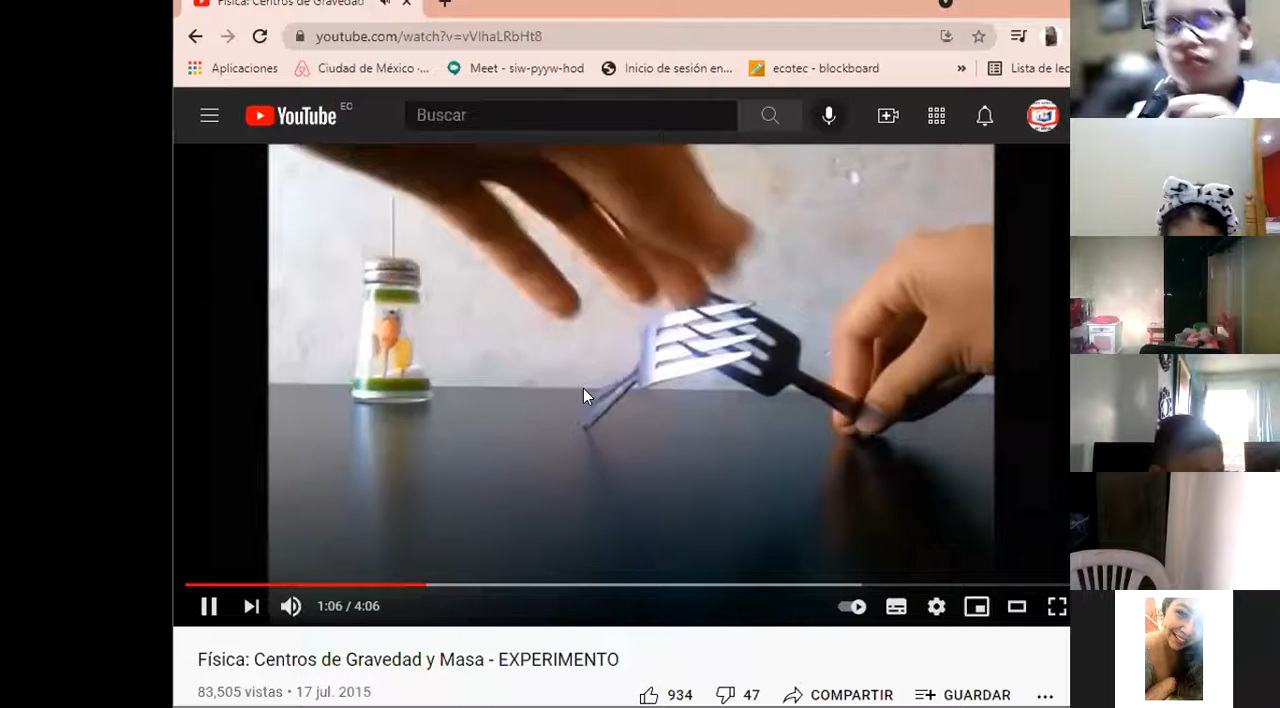 Física: Centros de Gravedad
youtube.com/watch?v=vVIhaLRbHt8
Aplicaciones Ciudad de México -... Meet - siw-pyyw-hod Inicio de sesión en... ecotec - blockboard » Lista de lec
YouTube EC Buscar
1:06 / 4:06
Física: Centros de Gravedad y Masa - EXPERIMENTO
83,505 vistas • 17 jul. 2015 934 47 COMPARTIR GUARDAR ...